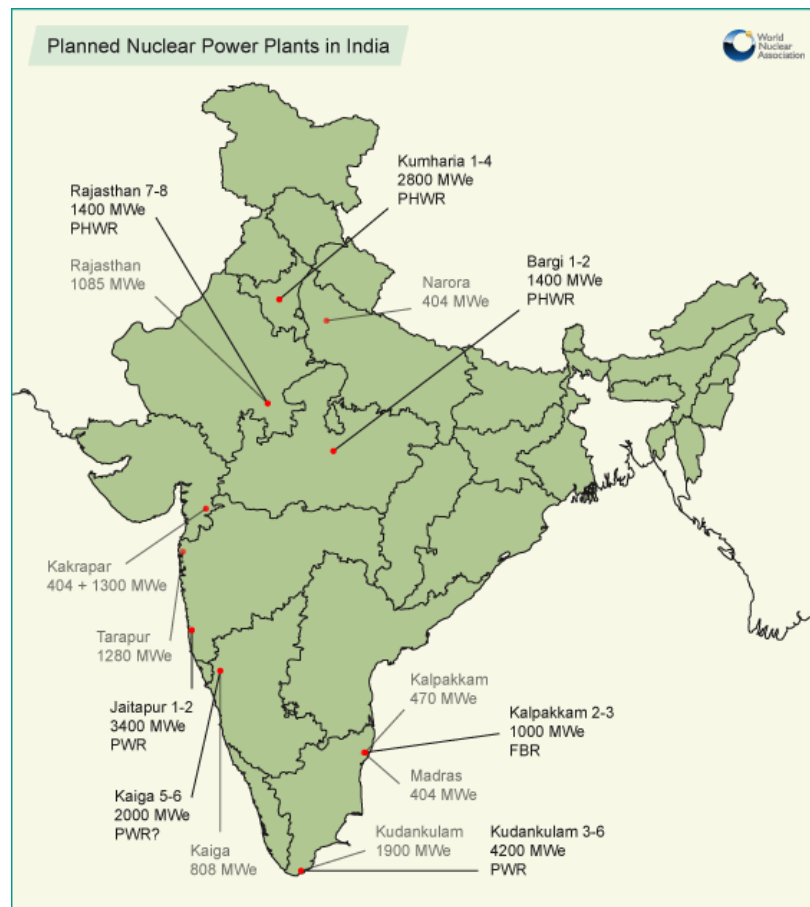 Planned Nuclear Power Plants in India
World
Nuclear
Association
Kumharia 1-4
2800 MWe
PHWR
Rajasthan 7-8
1400 MWe
PHWR
Rajasthan
1085 MWe
Narora
404 MWe
Bargi 1-2
1400 MWe
PHWR
Kakrapar
404 + 1300 MWe
Tarapur
1280 MWe
Jaitapur 1-2
3400 MWe
PWR
Kalpakkam
470 MWe
Kalpakkam 2-3
1000 MWe
FBR
Madras
404 MWe
Kaiga 5-6
2000 MWe
PWR?
Kaiga
808 MWe
Kudankulam
1900 MWe
Kudankulam 3-6
4200 MWe
PWR